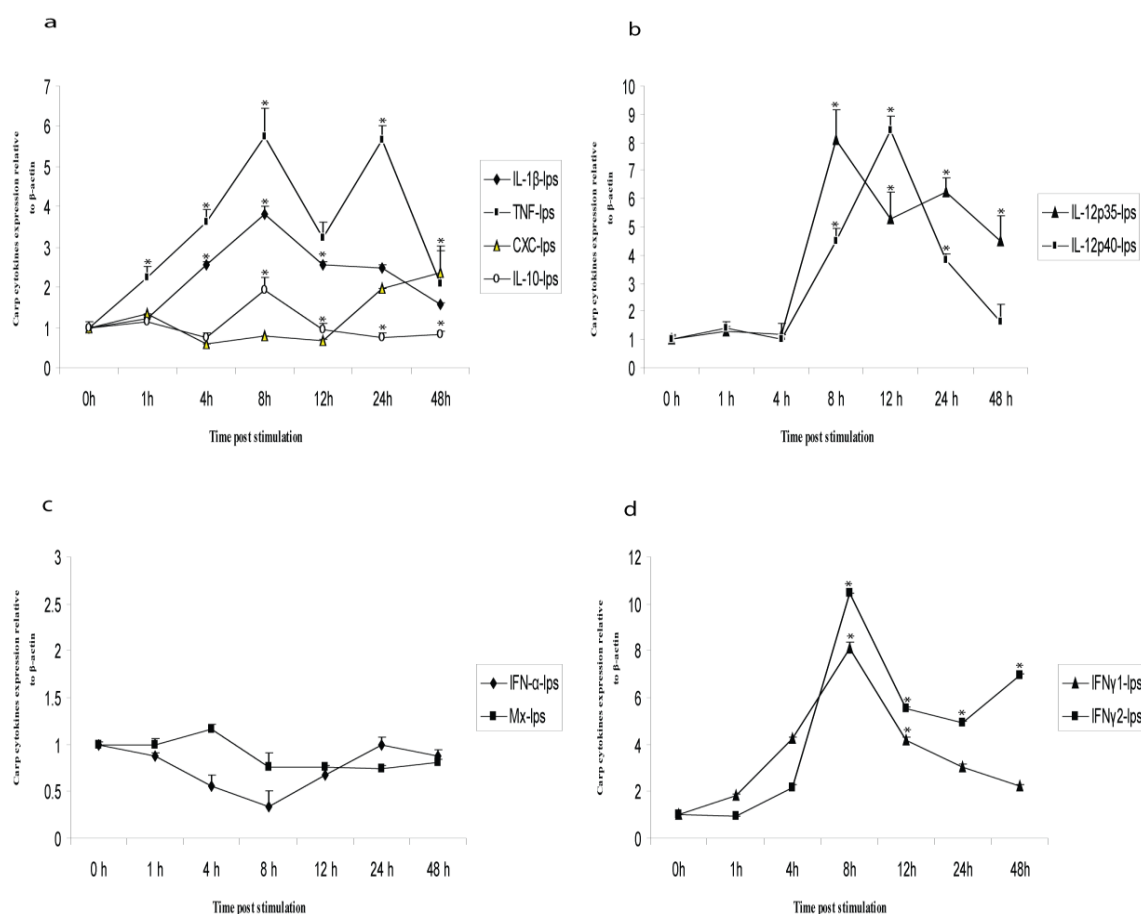 a
Carp cytokines expression relative
to β-actin
7
6
5
4
3
2
1
0
* * * * * * * * * * * *
0h 1h 4h 8h 12h 24h 48h
Time post stimulation
IL-1β-lps
TNF-lps
CXC-lps
IL-10-lps
b
Carp cytokines expression relative
to β-actin
10
9
8
7
6
5
4
3
2
1
0
* * * * * * *
0 h 1 h 4 h 8 h 12 h 24 h 48 h
Time post stimulation
IL-12p35-lps
IL-12p40-lps
c
Carp cytokines expression relative
to β-actin
3
2.5
2
1.5
1
0.5
0
0 h 1 h 4 h 8 h 12 h 24 h 48 h
Time post stimulation
IFN-α-lps
Mx-lps
d
Carp cytokines expression relative
to β-actin
12
10
8
6
4
2
0
* * * * * *
0h 1h 4h 8h 12h 24h 48h
Time post stimulation
IFNγ1-lps
IFNγ2-lps